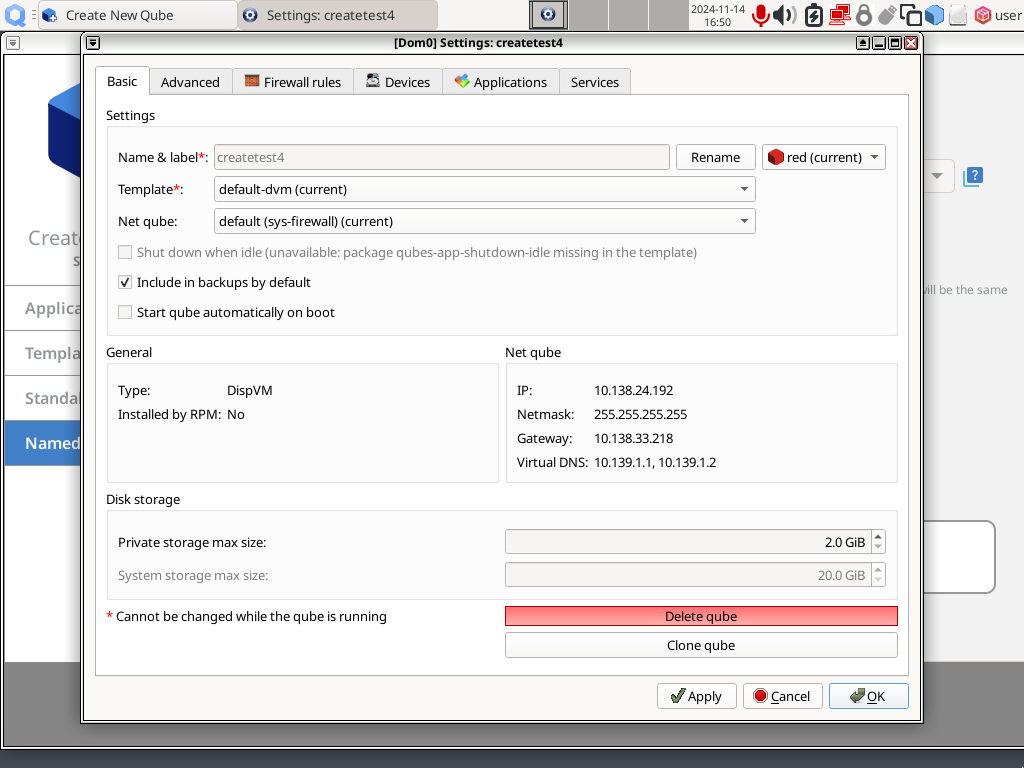 Create New Qube
Settings: createtest4
2024-11-14
16:50
user
[Dom0] Settings: createtest4
Basic
Advanced
Firewall rules
Devices
Applications
Services
Settings
Name & label*:
createtest4
Rename
red (current)
Template*:
default-dvm (current)
Net qube:
default (sys-firewall) (current)
Shut down when idle (unavailable: package qubes-app-shutdown-idle missing in the template)
Include in backups by default
Start qube automatically on boot
General
Type: DispVM
Installed by RPM: No
Net qube
IP: 10.138.24.192
Netmask: 255.255.255.255
Gateway: 10.138.33.218
Virtual DNS: 10.139.1.1, 10.139.1.2
Disk storage
Private storage max size:
2.0 GiB
System storage max size:
20.0 GiB
* Cannot be changed while the qube is running
Delete qube
Clone qube
Apply
Cancel
OK
?
will be the same
Named